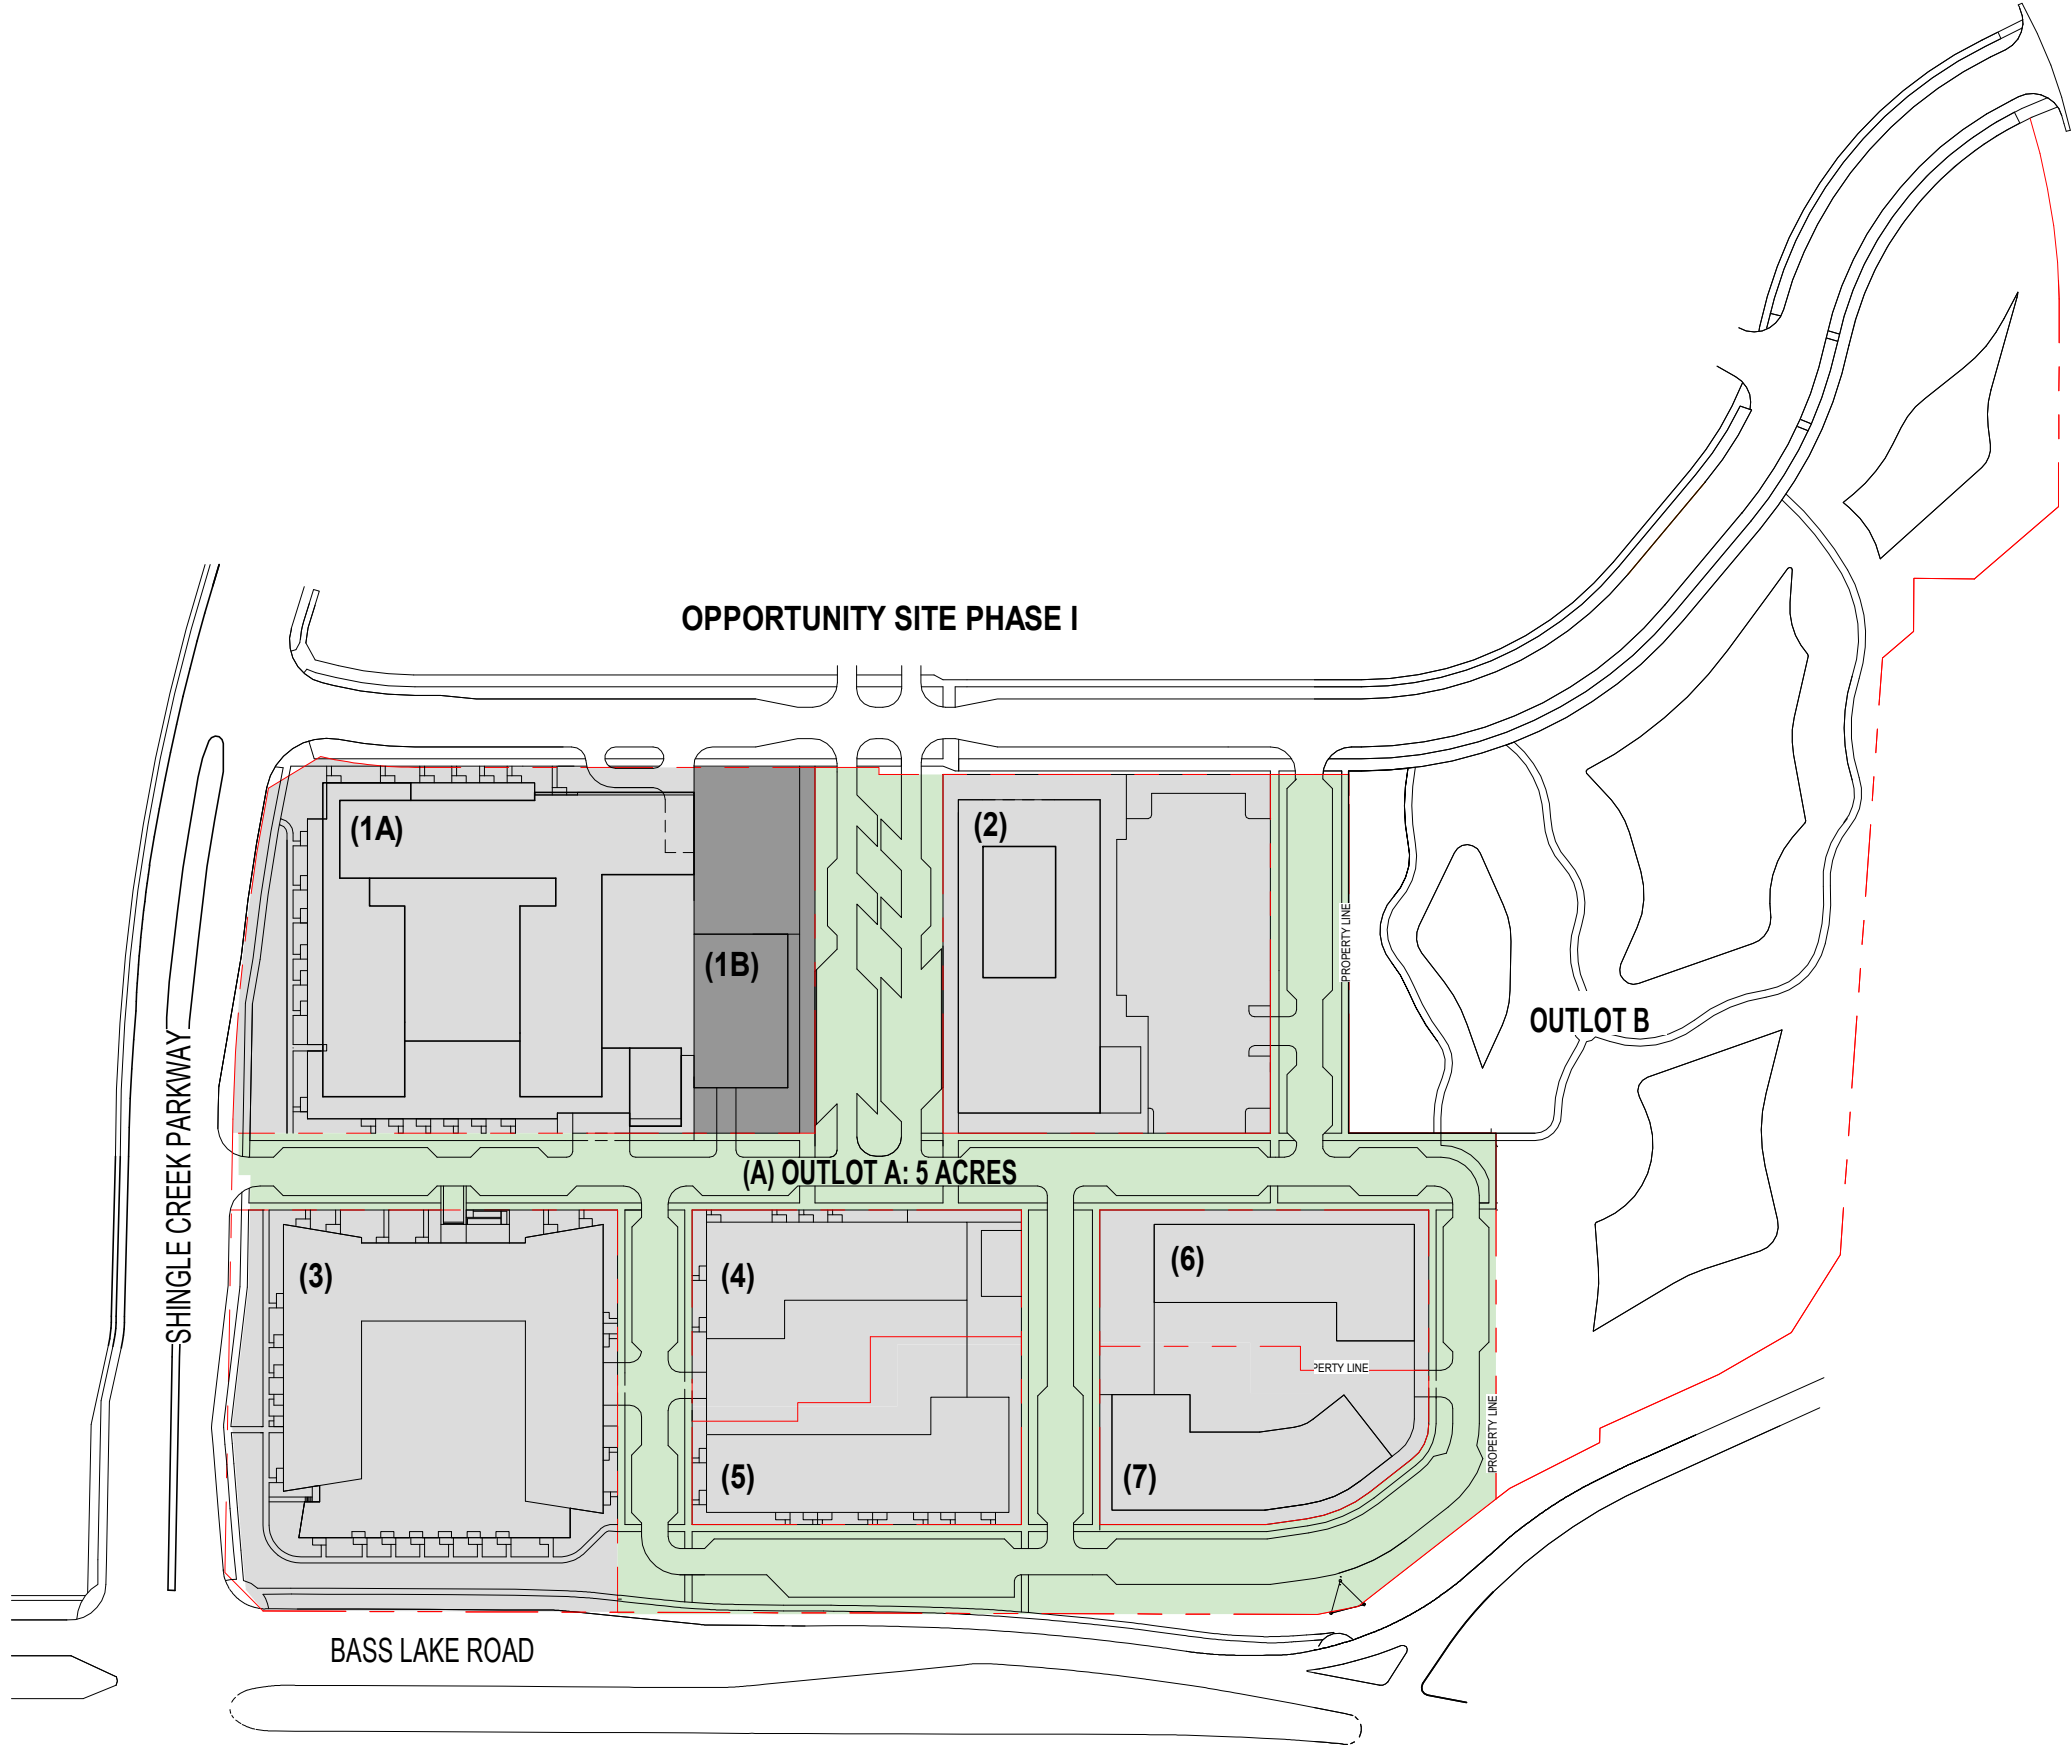 OPPORTUNITY SITE PHASE I
(1A)
(2)
(1B)
PROPERTY LINE
OUTLOT B
SHINGLE CREEK PARKWAY
(A) OUTLOT A: 5 ACRES
(3)
(4)
(6)
PERTY LINE
PROPERTY LINE
(5)
(7)
BASS LAKE ROAD